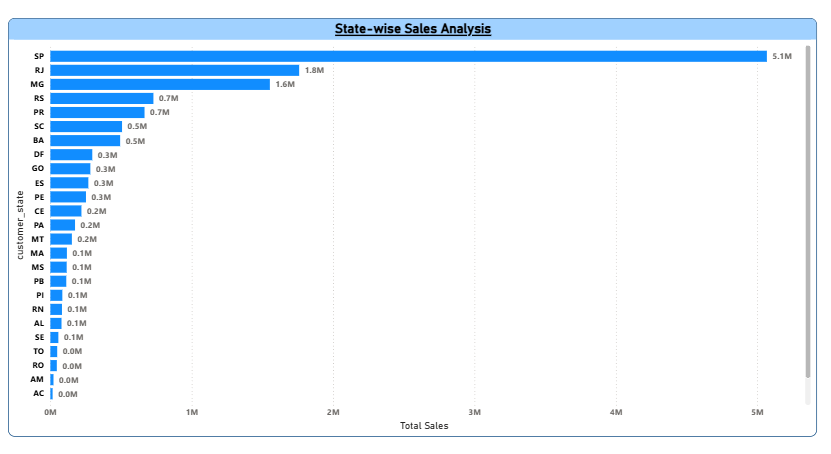 State-wise Sales Analysis
customer_state
SP 5.1M
RJ 1.8M
MG 1.6M
RS 0.7M
PR 0.7M
SC 0.5M
BA 0.5M
DF 0.3M
GO 0.3M
ES 0.3M
PE 0.3M
CE 0.2M
PA 0.2M
MT 0.2M
MA 0.1M
MS 0.1M
PB 0.1M
PI 0.1M
RN 0.1M
AL 0.1M
SE 0.1M
TO 0.0M
RO 0.0M
AM 0.0M
AC 0.0M
0M 1M 2M 3M 4M 5M
Total Sales